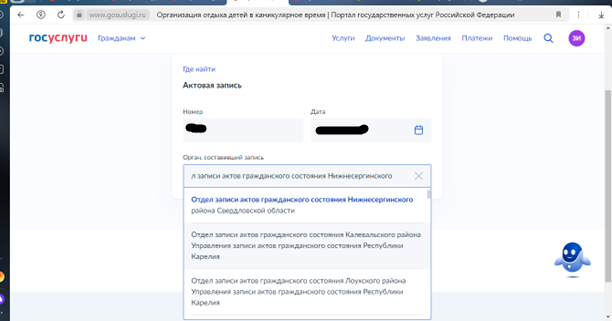 www.gosuslugi.ru Организация отдыха детей в каникулярное время | Портал государственных услуг Российской Федерации
госуслуги Гражданам Услуги Документы Заявления Платежи Помощь ЗИ
Где найти
Актовая запись
Номер Дата
Орган, составивший запись
л записи актов гражданского состояния Нижнесергинского
Отдел записи актов гражданского состояния Нижнесергинского
района Свердловской области
Отдел записи актов гражданского состояния Калевальского района
Управления записи актов гражданского состояния Республики
Карелия
Отдел записи актов гражданского состояния Лоухского района
Управления записи актов гражданского состояния Республики
Карелия